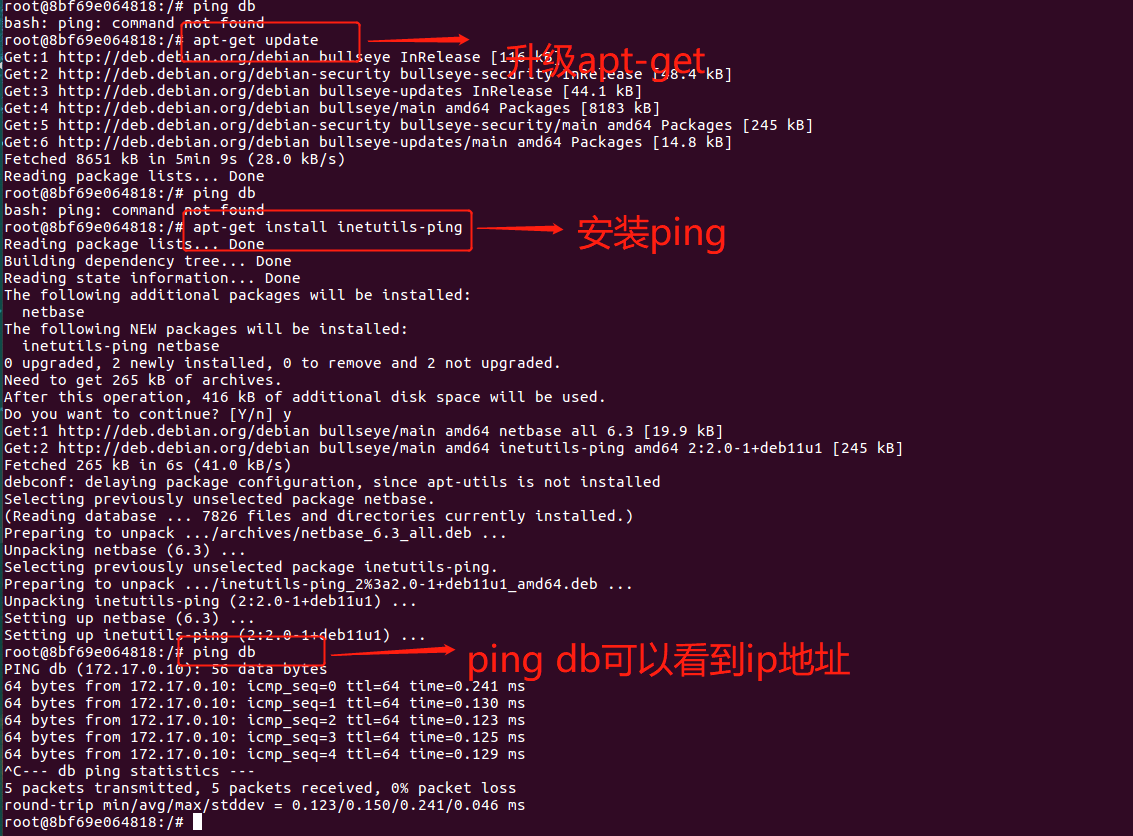 root@8bf69e064818:/# ping db
bash: ping: command not found
root@8bf69e064818:/# apt-get update
升级apt-get
Get:1 http://deb.debian.org/debian bullseye InRelease [116 kB]
Get:2 http://deb.debian.org/debian-security bullseye-security InRelease [48.4 kB]
Get:3 http://deb.debian.org/debian bullseye-updates InRelease [44.1 kB]
Get:4 http://deb.debian.org/debian bullseye/main amd64 Packages [8183 kB]
Get:5 http://deb.debian.org/debian-security bullseye-security/main amd64 Packages [245 kB]
Get:6 http://deb.debian.org/debian bullseye-updates/main amd64 Packages [14.8 kB]
Fetched 8651 kB in 5min 9s (28.0 kB/s)
Reading package lists... Done
root@8bf69e064818:/# ping db
bash: ping: command not found
root@8bf69e064818:/# apt-get install inetutils-ping
安装ping
Reading package lists... Done
Building dependency tree... Done
Reading state information... Done
The following additional packages will be installed:
netbase
The following NEW packages will be installed:
inetutils-ping netbase
0 upgraded, 2 newly installed, 0 to remove and 2 not upgraded.
Need to get 265 kB of archives.
After this operation, 416 kB of additional disk space will be used.
Do you want to continue? [Y/n] y
Get:1 http://deb.debian.org/debian bullseye/main amd64 netbase all 6.3 [19.9 kB]
Get:2 http://deb.debian.org/debian bullseye/main amd64 inetutils-ping amd64 2:2.0-1+deb11u1 [245 kB]
Fetched 265 kB in 6s (41.0 kB/s)
debconf: delaying package configuration, since apt-utils is not installed
Selecting previously unselected package netbase.
(Reading database ... 7826 files and directories currently installed.)
Preparing to unpack .../archives/netbase_6.3_all.deb ...
Unpacking netbase (6.3) ...
Selecting previously unselected package inetutils-ping.
Preparing to unpack .../inetutils-ping_2%3a2.0-1+deb11u1_amd64.deb ...
Unpacking inetutils-ping (2:2.0-1+deb11u1) ...
Setting up netbase (6.3) ...
Setting up inetutils-ping (2:2.0-1+deb11u1) ...
root@8bf69e064818:/# ping db
ping db可以看到ip地址
PING db (172.17.0.10): 56 data bytes
64 bytes from 172.17.0.10: icmp_seq=0 ttl=64 time=0.241 ms
64 bytes from 172.17.0.10: icmp_seq=1 ttl=64 time=0.130 ms
64 bytes from 172.17.0.10: icmp_seq=2 ttl=64 time=0.123 ms
64 bytes from 172.17.0.10: icmp_seq=3 ttl=64 time=0.125 ms
64 bytes from 172.17.0.10: icmp_seq=4 ttl=64 time=0.129 ms
^C--- db ping statistics ---
5 packets transmitted, 5 packets received, 0% packet loss
round-trip min/avg/max/stddev = 0.123/0.150/0.241/0.046 ms
root@8bf69e064818:/#